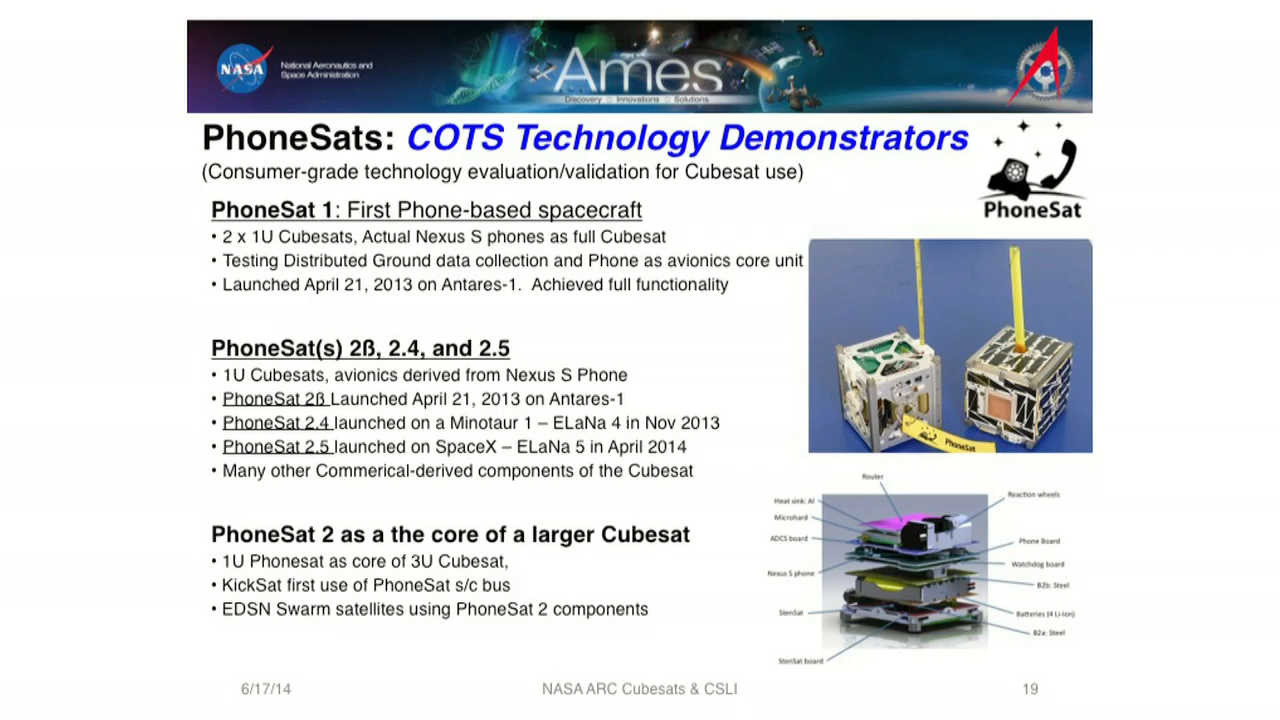 NASA
National Aeronautics and
Space Administration
Ames
Discovery □ Innovations □ Solutions
PhoneSats: COTS Technology Demonstrators
(Consumer-grade technology evaluation/validation for Cubesat use)
PhoneSat
PhoneSat 1: First Phone-based spacecraft
• 2 x 1U Cubesats, Actual Nexus S phones as full Cubesat
• Testing Distributed Ground data collection and Phone as avionics core unit
• Launched April 21, 2013 on Antares-1. Achieved full functionality
PhoneSat(s) 2ß, 2.4, and 2.5
• 1U Cubesats, avionics derived from Nexus S Phone
• PhoneSat 2ß Launched April 21, 2013 on Antares-1
• PhoneSat 2.4 launched on a Minotaur 1 – ELaNa 4 in Nov 2013
• PhoneSat 2.5 launched on SpaceX – ELaNa 5 in April 2014
• Many other Commerical-derived components of the Cubesat
PhoneSat 2 as a the core of a larger Cubesat
• 1U Phonesat as core of 3U Cubesat,
• KickSat first use of PhoneSat s/c bus
• EDSN Swarm satellites using PhoneSat 2 components
PhoneSat
Router
Heat sink: Al
Reaction wheels
Microhard
ADCS board
Phone Board
Watchdog board
Nexus S phone
B2b: Steel
StenSat
Batteries (4 Li-Ion)
B2a: Steel
StenSat board
6/17/14
NASA ARC Cubesats & CSLI
19